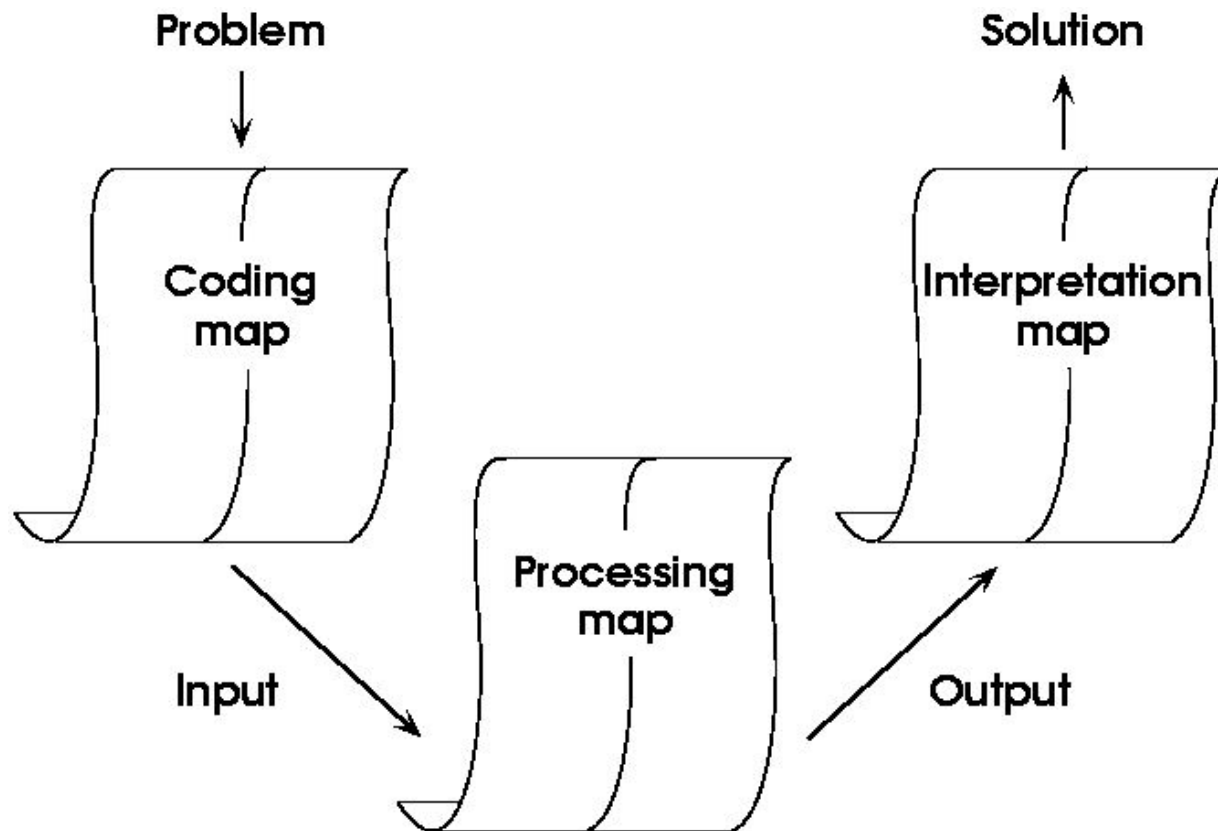 Problem
Solution
Coding
map
Interpretation
map
Processing
map
Input
Output